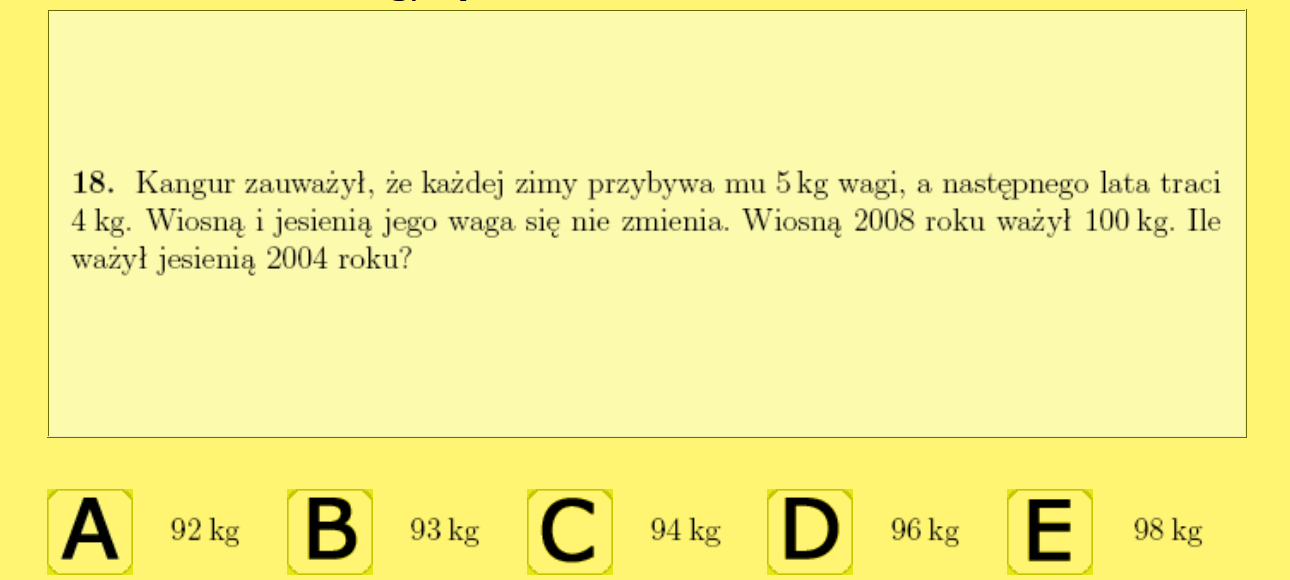 18. Kangur zauważył, że każdej zimy przybywa mu 5 kg wagi, a następnego lata traci
4 kg. Wiosną i jesienią jego waga się nie zmienia. Wiosną 2008 roku ważył 100 kg. Ile
ważył jesienią 2004 roku?
A 92 kg B 93 kg C 94 kg D 96 kg E 98 kg